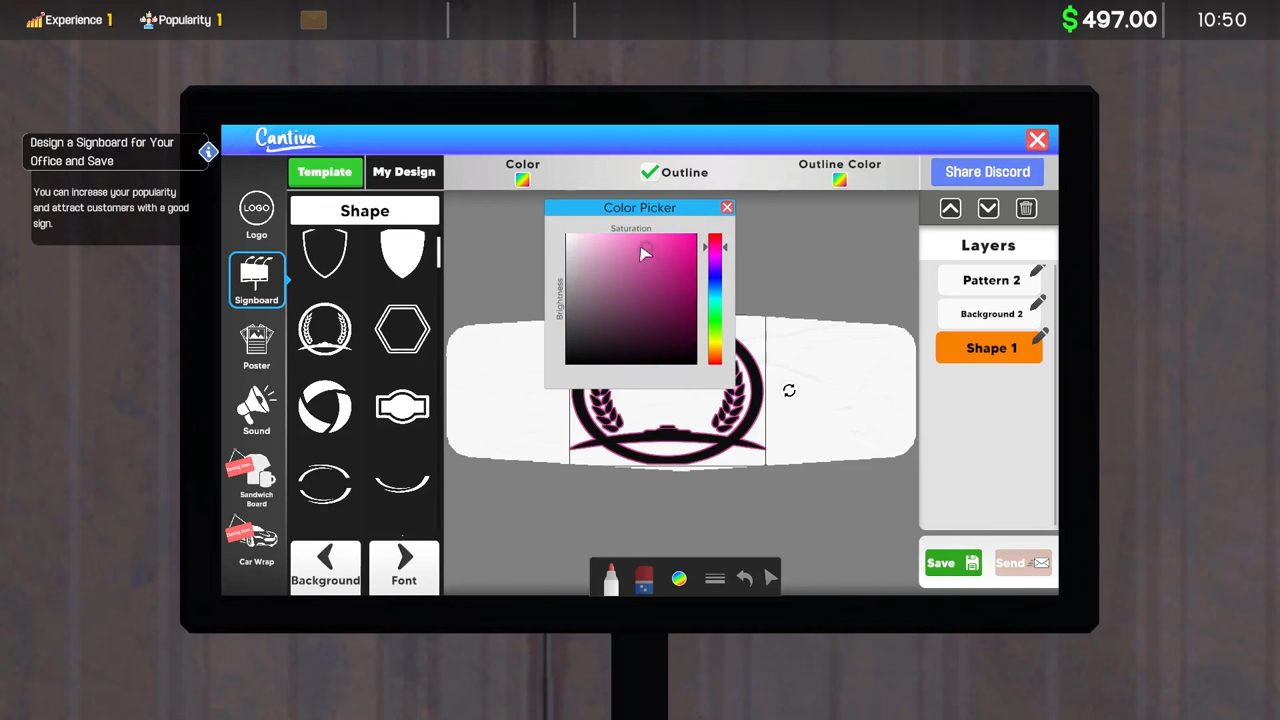 Experience 1
Popularity 1
$ 497.00
10:50
Design a Signboard for Your
Office and Save
You can increase your popularity
and attract customers with a good
sign.
Cantiva
Template
My Design
Color
Outline
Outline Color
Share Discord
LOGO
Logo
Signboard
Poster
Sound
Sandwich
Board
Car Wrap
Shape
Background
Font
Color Picker
Saturation
Brightness
Layers
Pattern 2
Background 2
Shape 1
Save
Send